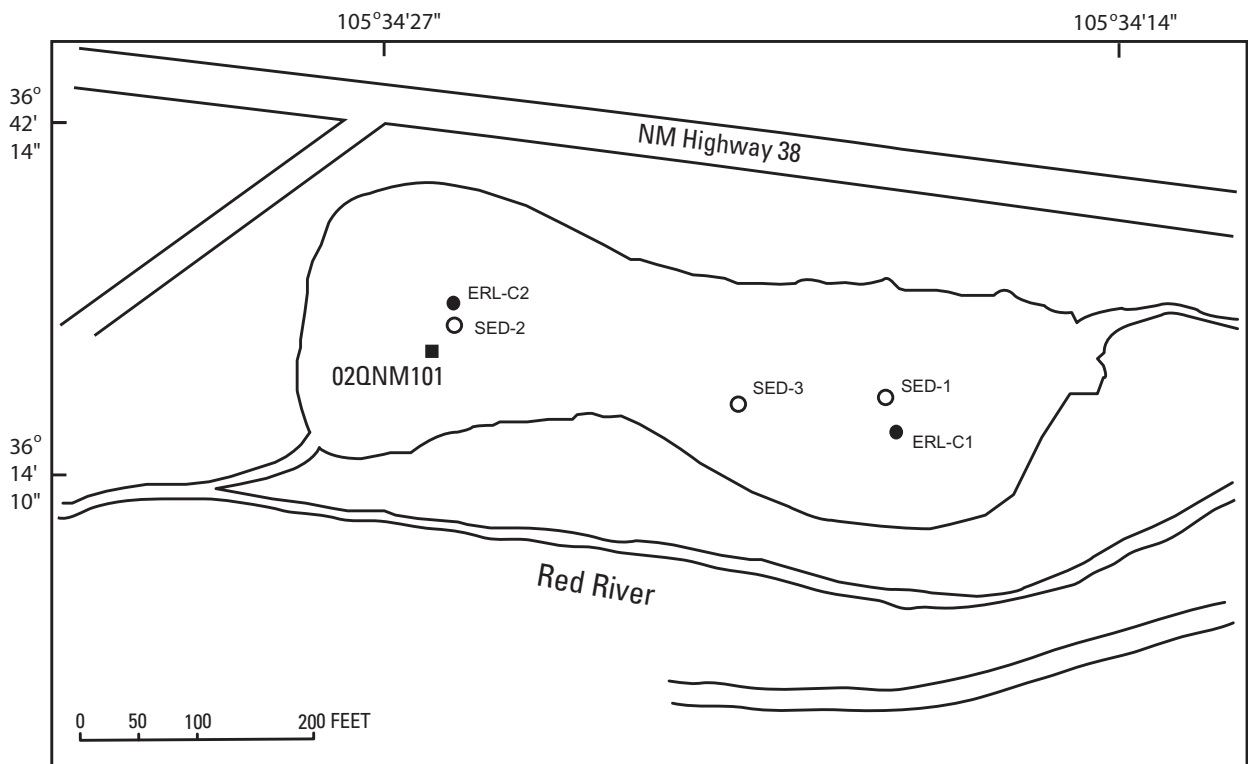 105°34'27"
105°34'14"
36°
42'
14"
NM Highway 38
ERL-C2
SED-2
02QNM101
SED-3
SED-1
ERL-C1
36°
14'
10"
Red River
0 50 100 200 FEET